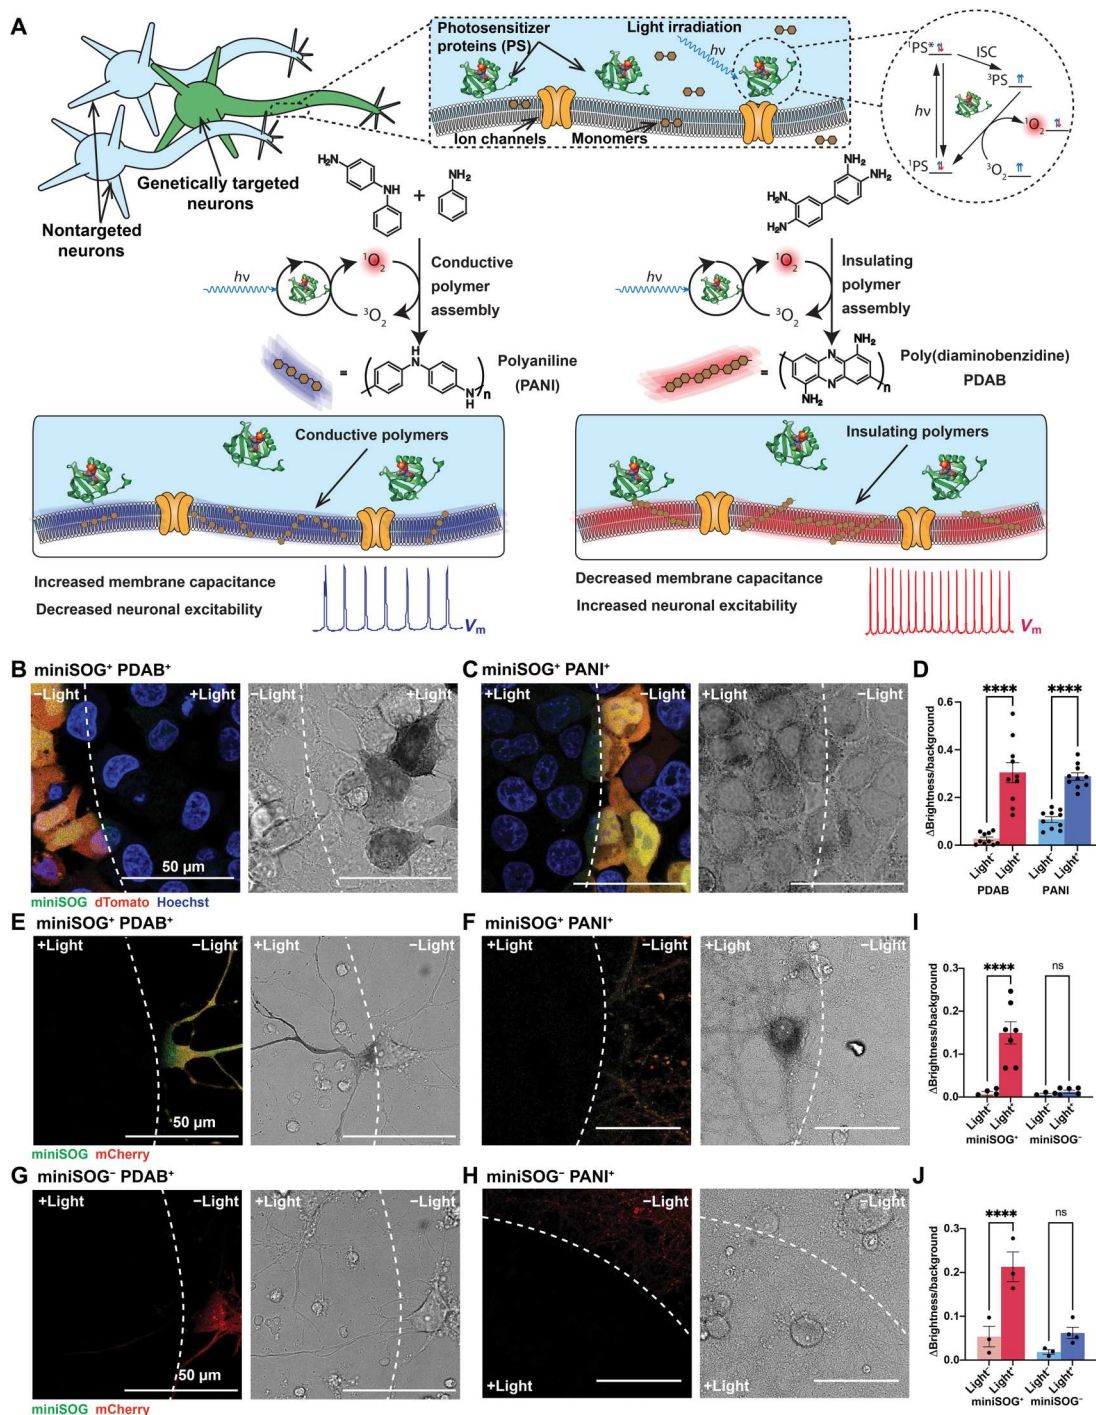 A
Photosensitizer
proteins (PS)
Light irradiation
hν
Ion channels
Monomers
¹PS*
ISC
³PS
hν
¹O₂
¹PS
³O₂
Genetically targeted
neurons
Nontargeted
neurons
H₂N
NH
+
NH₂
NH₂
H₂N
NH₂
H₂N
hν
¹O₂
³O₂
Conductive
polymer
assembly
hν
¹O₂
³O₂
Insulating
polymer
assembly
=
H
N
N
H
n
Polyaniline
(PANI)
=
NH₂
N
N
NH₂
n
Poly(diaminobenzidine)
PDAB
Conductive polymers
Insulating polymers
Increased membrane capacitance
Decreased neuronal excitability
Vm
Decreased membrane capacitance
Increased neuronal excitability
Vm
B miniSOG⁺ PDAB⁺
−Light +Light
+Light
50 µm
miniSOG dTomato Hoechst
C miniSOG⁺ PANI⁺
+Light −Light
−Light
D
ΔBrightness/background
0.6
0.4
0.2
0.0
**** ****
Light⁻ Light⁺ Light⁻ Light⁺
PDAB PANI
E miniSOG⁺ PDAB⁺
+Light −Light
+Light −Light
50 µm
miniSOG mCherry
F miniSOG⁺ PANI⁺
+Light −Light
+Light −Light
I
ΔBrightness/background
0.3
0.2
0.1
0.0
**** ns
Light⁻ Light⁺ Light⁻ Light⁺
miniSOG⁺ miniSOG⁻
G miniSOG⁻ PDAB⁺
+Light −Light
+Light −Light
50 µm
miniSOG mCherry
H miniSOG⁻ PANI⁺
−Light
+Light
−Light
+Light
J
ΔBrightness/background
0.3
0.2
0.1
0.0
**** ns
Light⁻ Light⁺ Light⁻ Light⁺
miniSOG⁺ miniSOG⁻